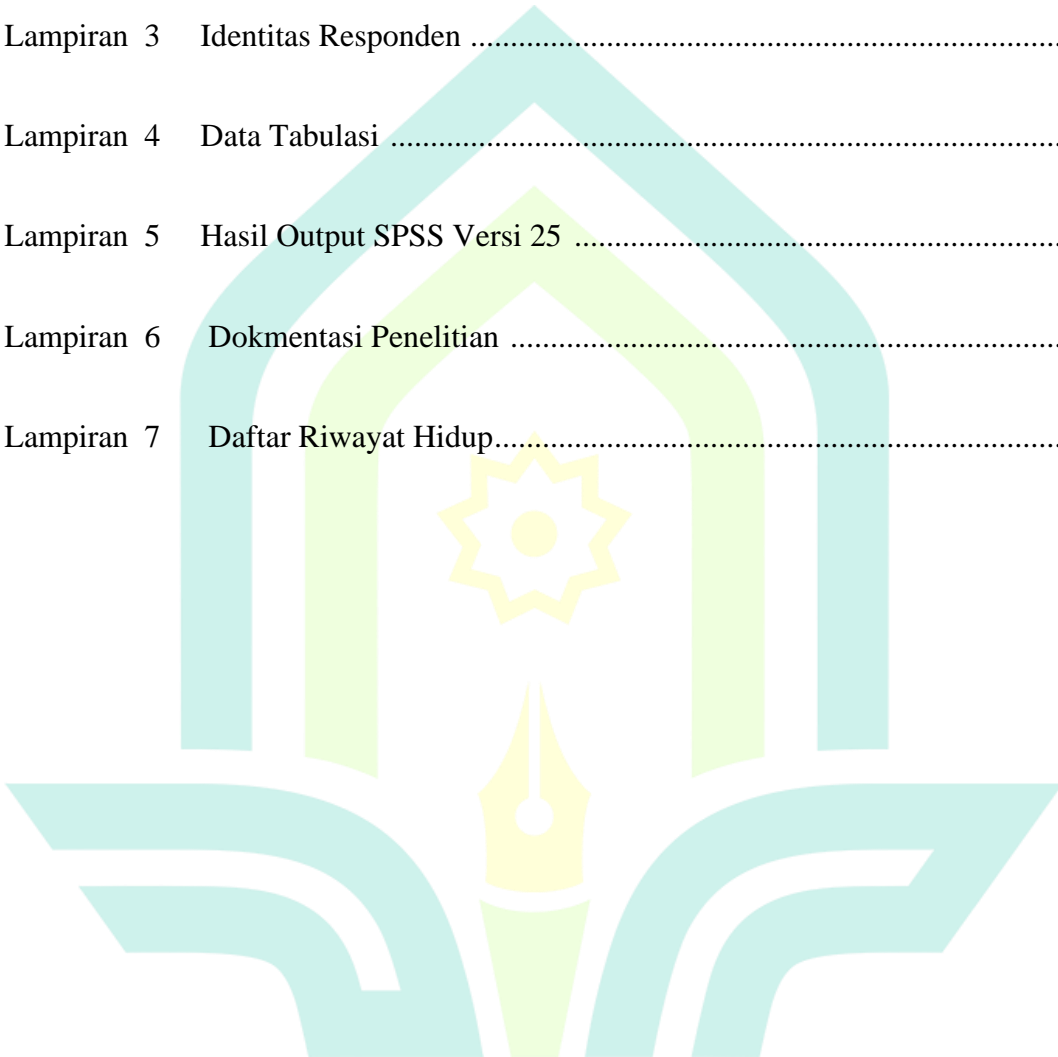 Lampiran 3 Identitas Responden ........................................................................
Lampiran 4 Data Tabulasi ..................................................................................
Lampiran 5 Hasil Output SPSS Versi 25 ...........................................................
Lampiran 6 Dokmentasi Penelitian ...................................................................
Lampiran 7 Daftar Riwayat Hidup.....................................................................